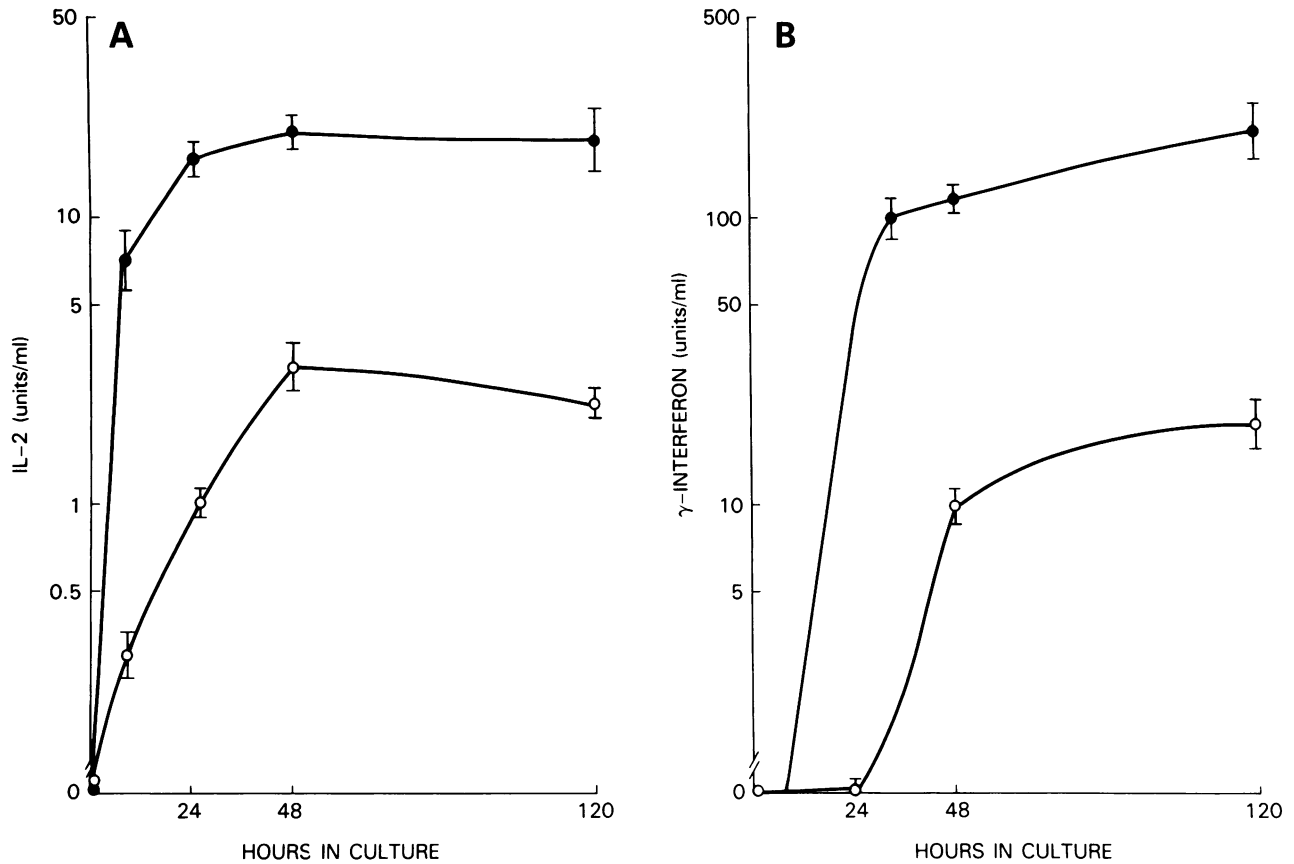 A
50
10
5
1
0.5
0
IL-2 (units/ml)
24 48 120
HOURS IN CULTURE
B
500
100
50
10
5
0
γ-INTERFERON (units/ml)
24 48 120
HOURS IN CULTURE